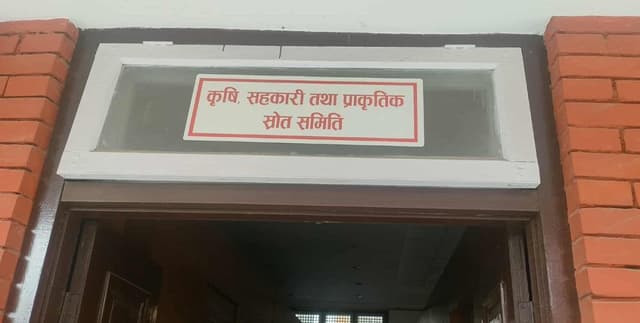 कृषि, सहकारी तथा प्राकृतिक
स्रोत समिति